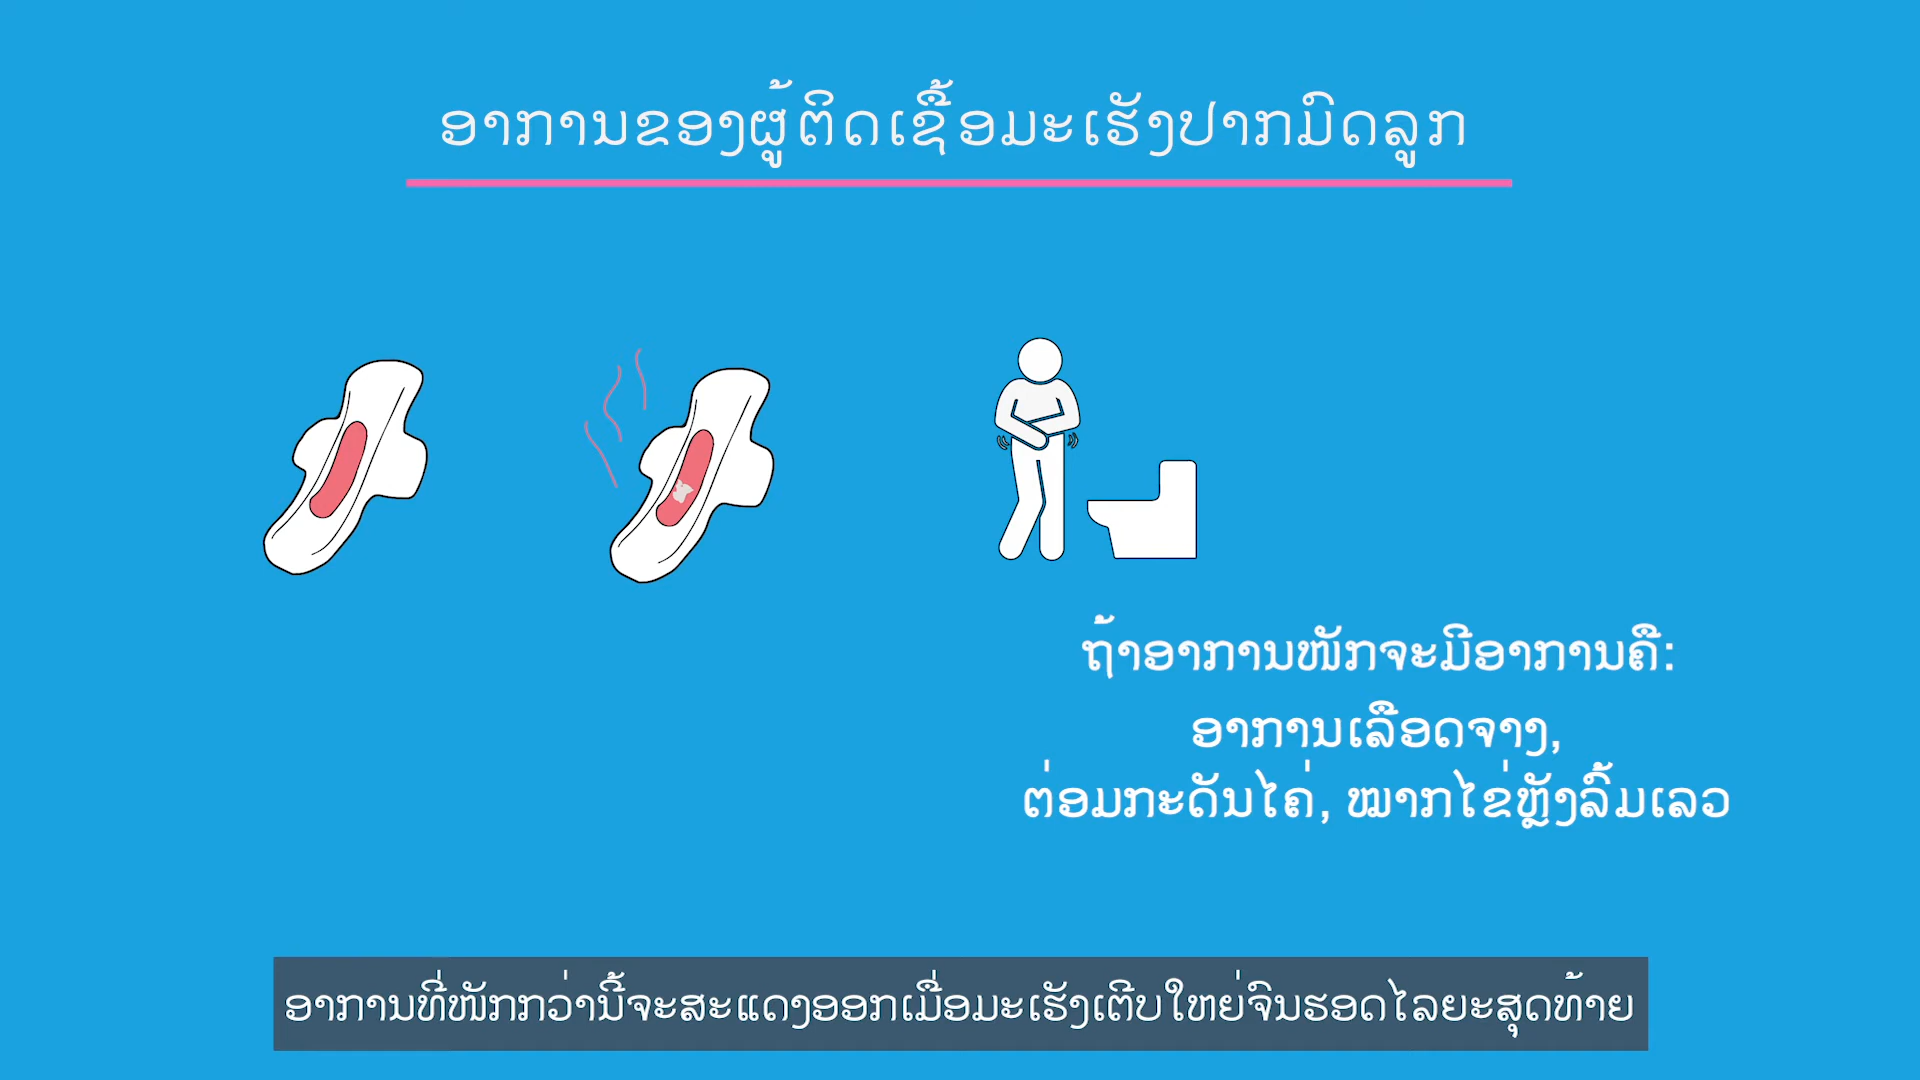 ອາການຂອງຜູ້ຕິດເຊື້ອມະເຮັງປາກມົດລູກ
ຖ້າອາການໜັກຈະມີອາການຄື:
ອາການເລືອດຈາງ,
ຕ່ອມກະດັນໄຄ່, ໝາກໄຂ່ຫຼັງລົ້ມເລວ
ອາການທີ່ໜັກກວ່ານີ້ຈະສະແດງອອກເມື່ອມະເຮັງເຕີບໃຫຍ່ຈົນຮອດໄລຍະສຸດທ້າຍ